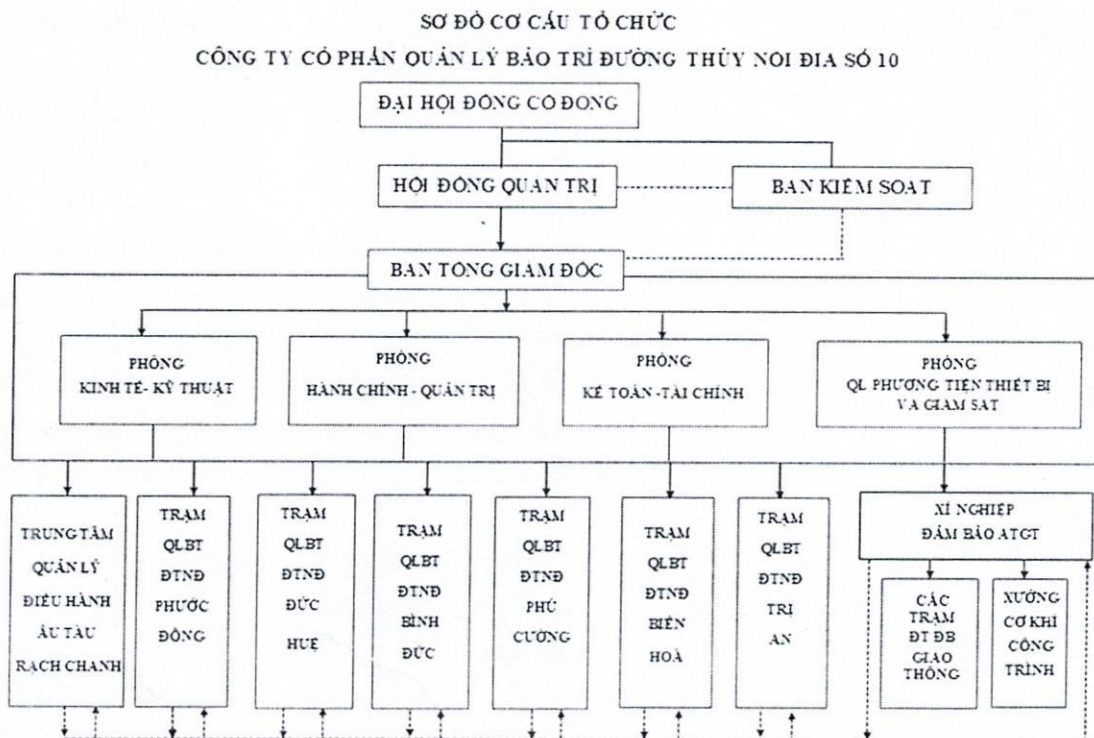 SƠ ĐỒ CƠ CẤU TỔ CHỨC
CÔNG TY CỔ PHẦN QUẢN LÝ BẢO TRÌ ĐƯỜNG THỦY NỘI ĐỊA SỐ 10
ĐẠI HỘI ĐỒNG CỔ ĐÔNG
HỘI ĐỒNG QUẢN TRỊ
BAN KIỂM SOÁT
BAN TỔNG GIÁM ĐỐC
PHÒNG
KINH TẾ- KỸ THUẬT
PHÒNG
HÀNH CHÍNH - QUẢN TRỊ
PHÒNG
KẾ TOÁN -TÀI CHÍNH
PHÒNG
QL PHƯƠNG TIỆN THIẾT BỊ
VÀ GIÁM SÁT
TRUNG TÂM
QUẢN LÝ
ĐIỀU HÀNH
ÂU TÀU
RẠCH CHANH
TRẠM
QLBT
ĐTNĐ
PHƯỚC
ĐÔNG
TRẠM
QLBT
ĐTNĐ
ĐỨC
HUỆ
TRẠM
QLBT
ĐTNĐ
BÌNH
ĐỨC
TRẠM
QLBT
ĐTNĐ
PHÚ
CƯỜNG
TRẠM
QLBT
ĐTNĐ
BIÊN
HOÀ
TRẠM
QLBT
ĐTNĐ
TRỊ
AN
XÍ NGHIỆP
ĐẢM BẢO ATGT
CÁC
TRẠM
ĐT ĐB
GIAO
THÔNG
XƯỞNG
CƠ KHÍ
CÔNG
TRÌNH